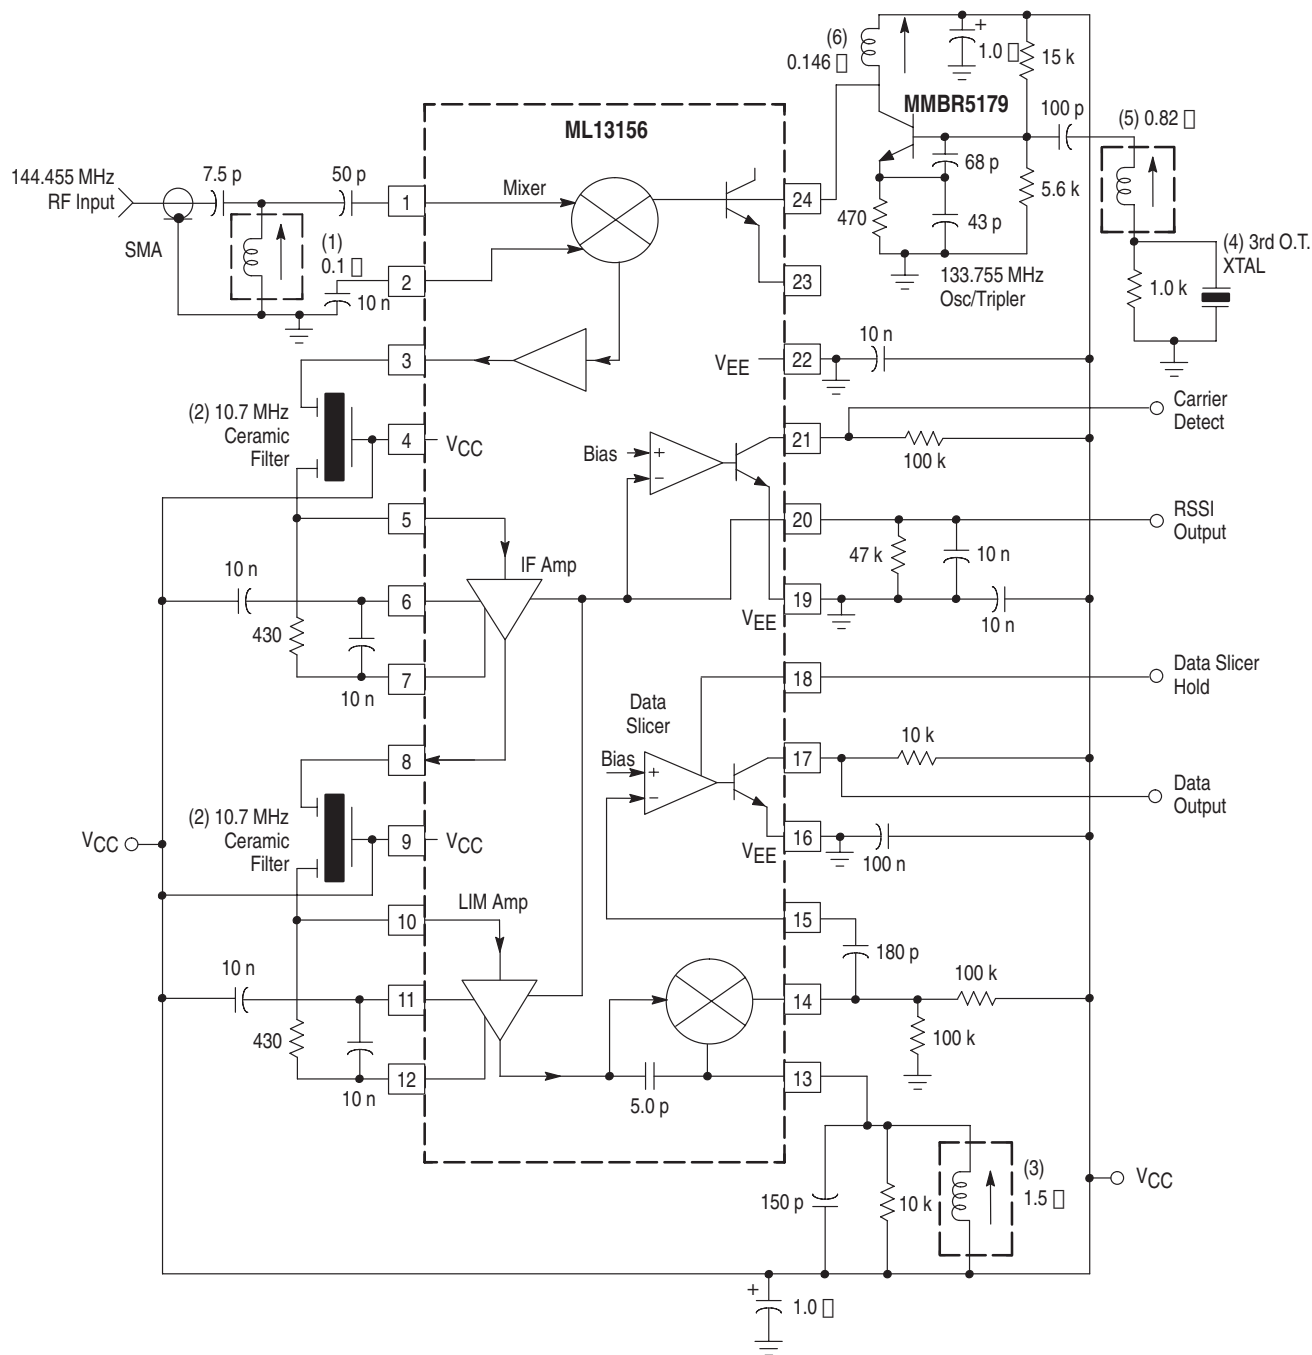 (6)
0.146 □
+
1.0 □
15 k
MMBR5179
100 p
(5) 0.82 □
ML13156
144.455 MHz
RF Input
7.5 p
50 p
1
Mixer
24
68 p
5.6 k
470
43 p
SMA
(1)
0.1 □
10 n
2
23
133.755 MHz
Osc/Tripler
1.0 k
(4) 3rd O.T.
XTAL
3
VEE
22
10 n
(2) 10.7 MHz
Ceramic
Filter
4
VCC
Bias
+
−
21
100 k
Carrier
Detect
5
20
RSSI
Output
47 k
10 n
IF Amp
10 n
6
VEE
19
10 n
430
10 n
7
18
Data Slicer
Hold
Data
Slicer
8
Bias
+
−
17
10 k
Data
Output
VCC
(2) 10.7 MHz
Ceramic
Filter
9
VCC
VEE
16
100 n
LIM Amp
10
15
180 p
10 n
11
14
100 k
100 k
430
10 n
12
5.0 p
13
150 p
10 k
(3)
1.5 □
VCC
+
1.0 □